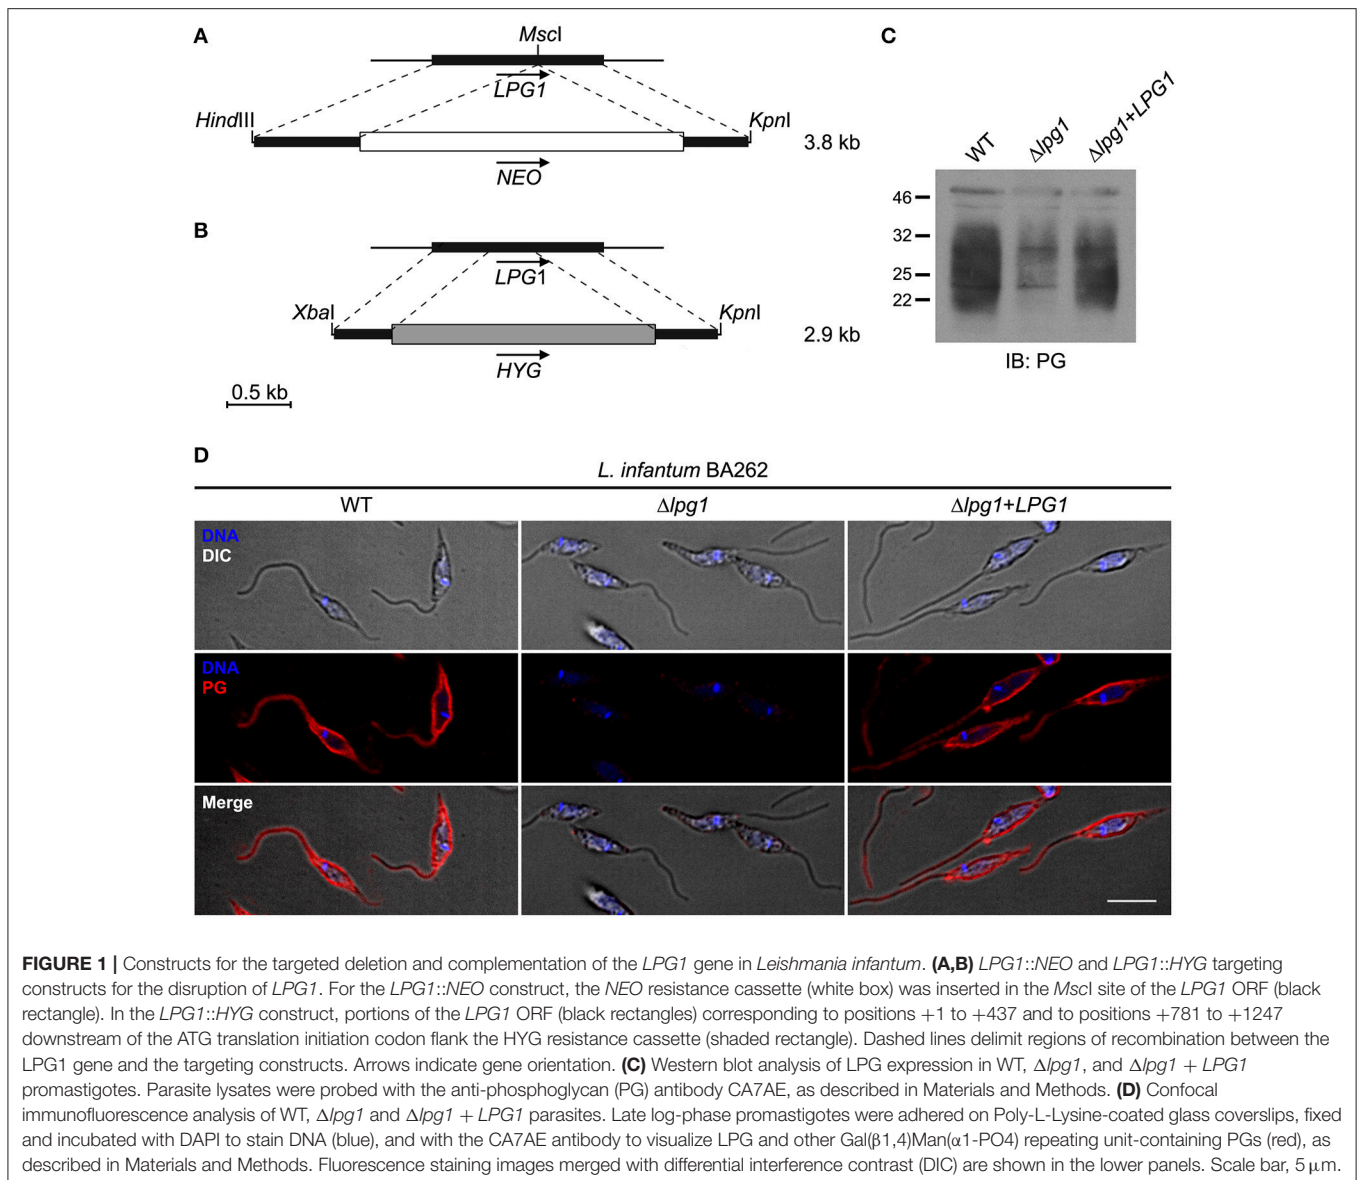 A
MscI
LPG1
HindIII
KpnI
3.8 kb
NEO
B
LPG1
XbaI
KpnI
2.9 kb
HYG
0.5 kb
C
WT
Δlpg1
Δlpg1+LPG1
46
32
25
22
IB: PG
D
L. infantum BA262
WT
Δlpg1
Δlpg1+LPG1
DNA
DIC
DNA
PG
Merge
FIGURE 1 | Constructs for the targeted deletion and complementation of the LPG1 gene in Leishmania infantum. (A,B) LPG1::NEO and LPG1::HYG targeting
constructs for the disruption of LPG1. For the LPG1::NEO construct, the NEO resistance cassette (white box) was inserted in the MscI site of the LPG1 ORF (black
rectangle). In the LPG1::HYG construct, portions of the LPG1 ORF (black rectangles) corresponding to positions +1 to +437 and to positions +781 to +1247
downstream of the ATG translation initiation codon flank the HYG resistance cassette (shaded rectangle). Dashed lines delimit regions of recombination between the
LPG1 gene and the targeting constructs. Arrows indicate gene orientation. (C) Western blot analysis of LPG expression in WT, Δlpg1, and Δlpg1 + LPG1
promastigotes. Parasite lysates were probed with the anti-phosphoglycan (PG) antibody CA7AE, as described in Materials and Methods. (D) Confocal
immunofluorescence analysis of WT, Δlpg1 and Δlpg1 + LPG1 parasites. Late log-phase promastigotes were adhered on Poly-L-Lysine-coated glass coverslips, fixed
and incubated with DAPI to stain DNA (blue), and with the CA7AE antibody to visualize LPG and other Gal(β1,4)Man(α1-PO4) repeating unit-containing PGs (red), as
described in Materials and Methods. Fluorescence staining images merged with differential interference contrast (DIC) are shown in the lower panels. Scale bar, 5 μm.